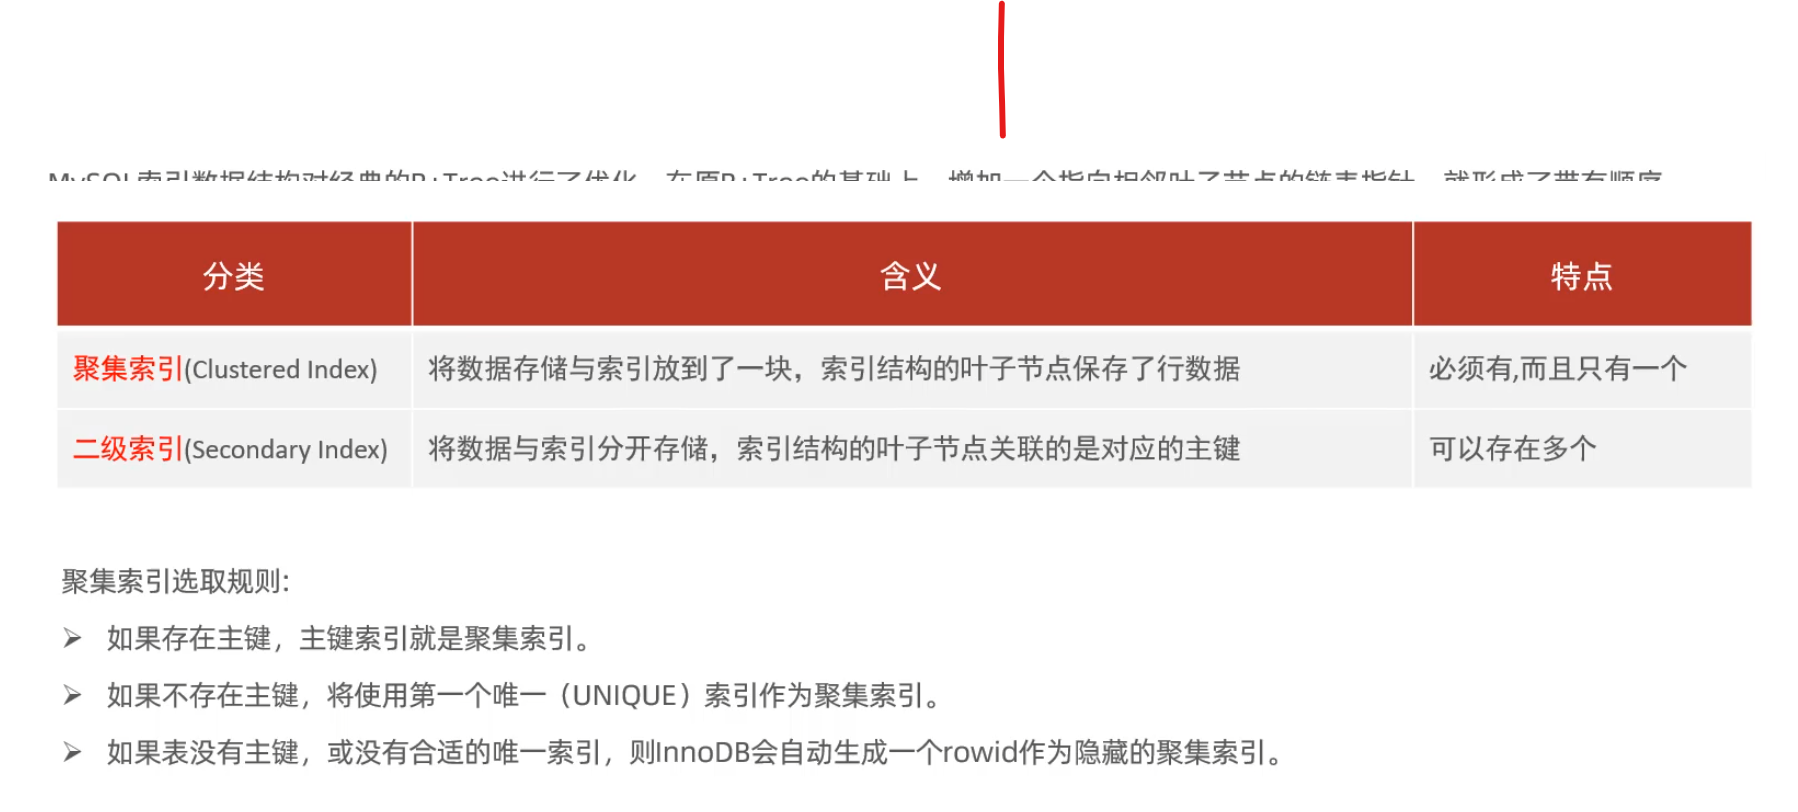 MySQL索引数据结构对经典的B+Tree进行了优化。在原B+Tree的基础上，增加一个指向相邻叶子节点的链表指针，就形成了带有顺序
分类 含义 特点
聚集索引(Clustered Index) 将数据存储与索引放到了一块，索引结构的叶子节点保存了行数据 必须有,而且只有一个
二级索引(Secondary Index) 将数据与索引分开存储，索引结构的叶子节点关联的是对应的主键 可以存在多个
聚集索引选取规则:
➢ 如果存在主键，主键索引就是聚集索引。
➢ 如果不存在主键，将使用第一个唯一（UNIQUE）索引作为聚集索引。
➢ 如果表没有主键，或没有合适的唯一索引，则InnoDB会自动生成一个rowid作为隐藏的聚集索引。